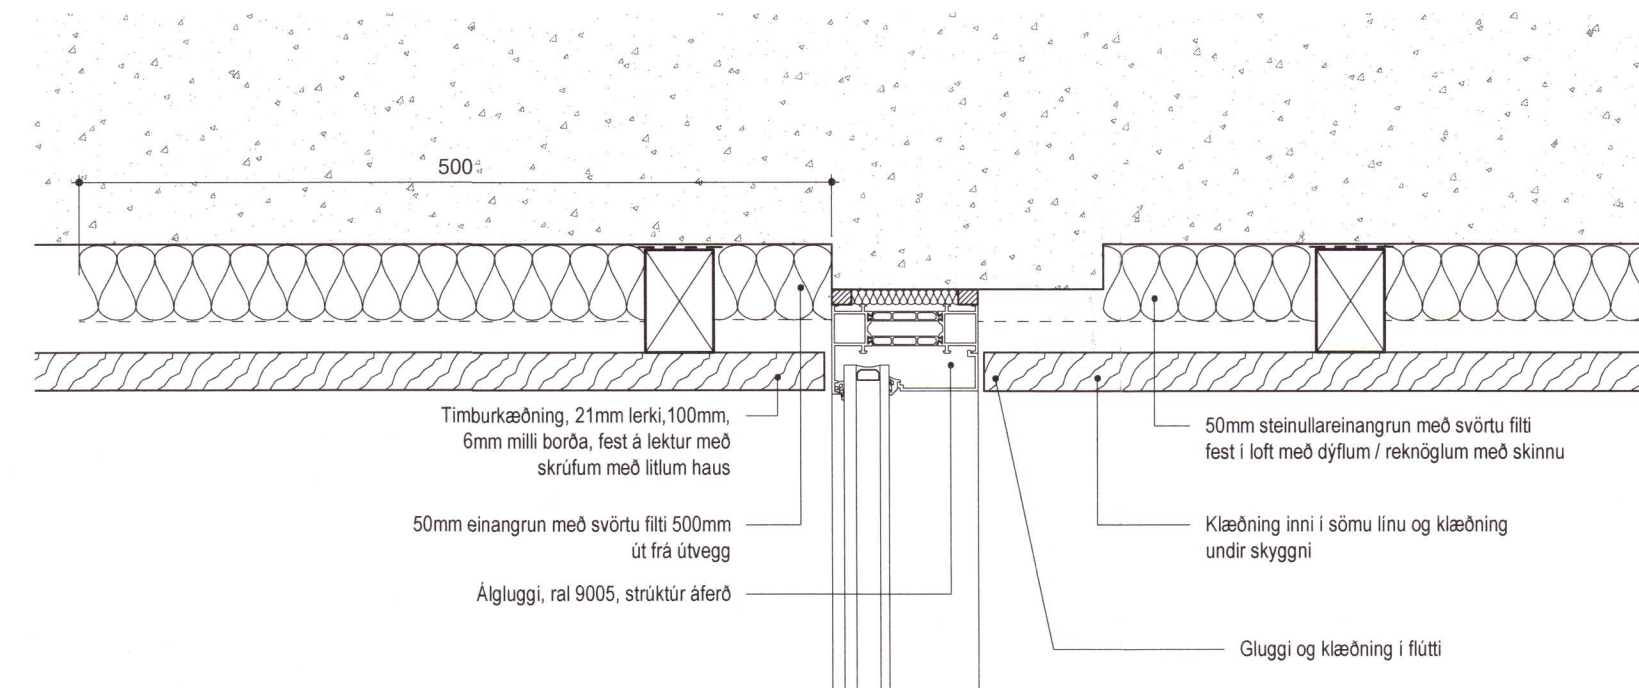 500
Timburkæðning, 21mm lerki,100mm,
6mm milli borða, fest á lektur með
skrúfum með litlum haus
50mm einangrun með svörtu filti 500mm
út frá útvegg
Álgluggi, ral 9005, strúktúr áferð
50mm steinullareinangrun með svörtu filti
fest í loft með dýflum / reknöglum með skinnu
Klæðning inni í sömu línu og klæðning
undir skyggni
Gluggi og klæðning í flútti